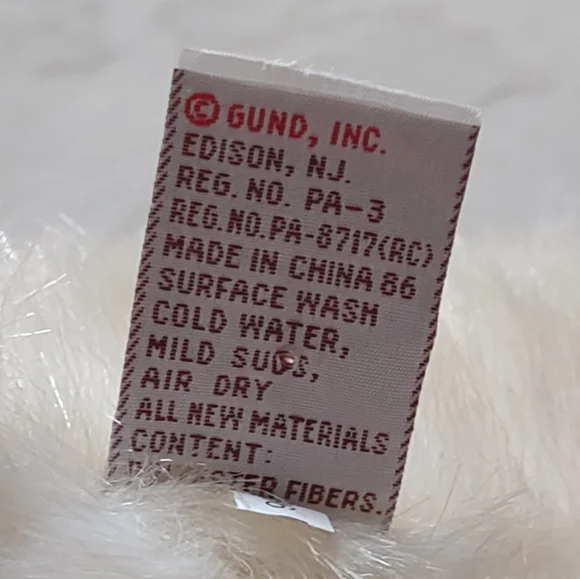 © GUND, INC.
EDISON, NJ.
REG. NO. PA-3
REG.NO.PA-6717(RC)
MADE IN CHINA 86
SURFACE WASH
COLD WATER,
MILD SUDS,
AIR DRY
ALL NEW MATERIALS
CONTENT:
FIBERS.